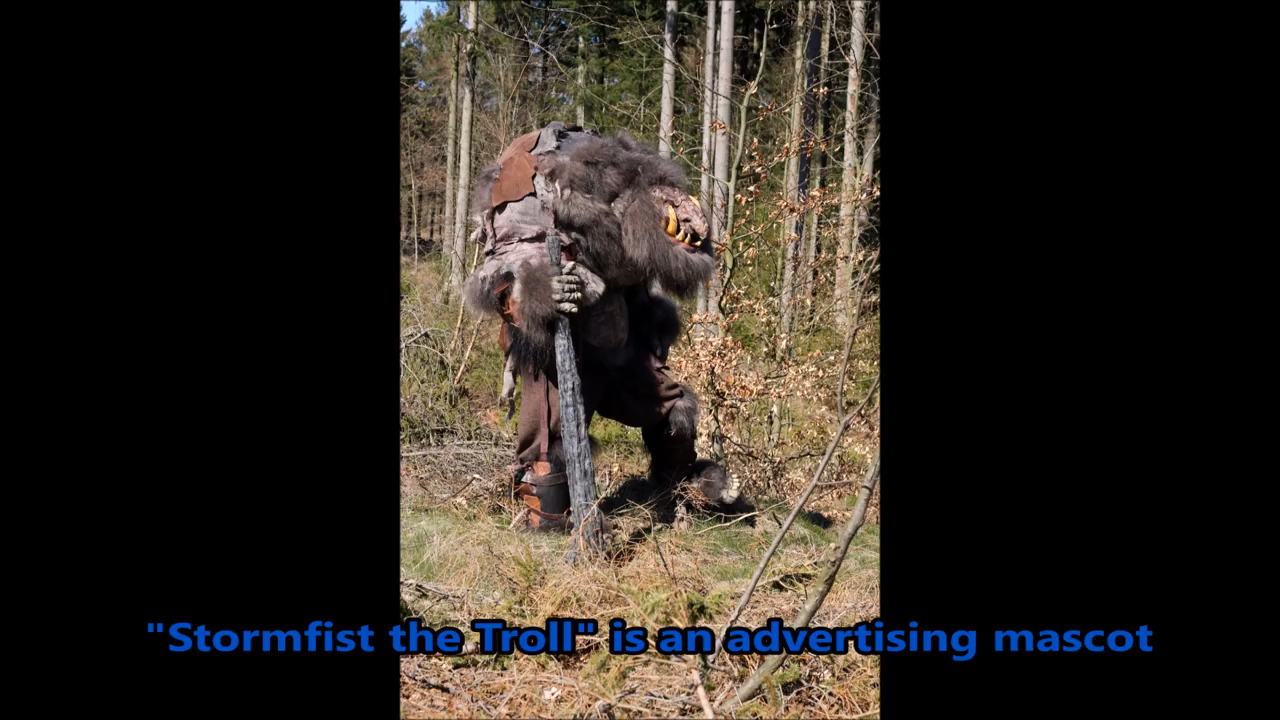 "Stormfist the Troll" is an advertising mascot